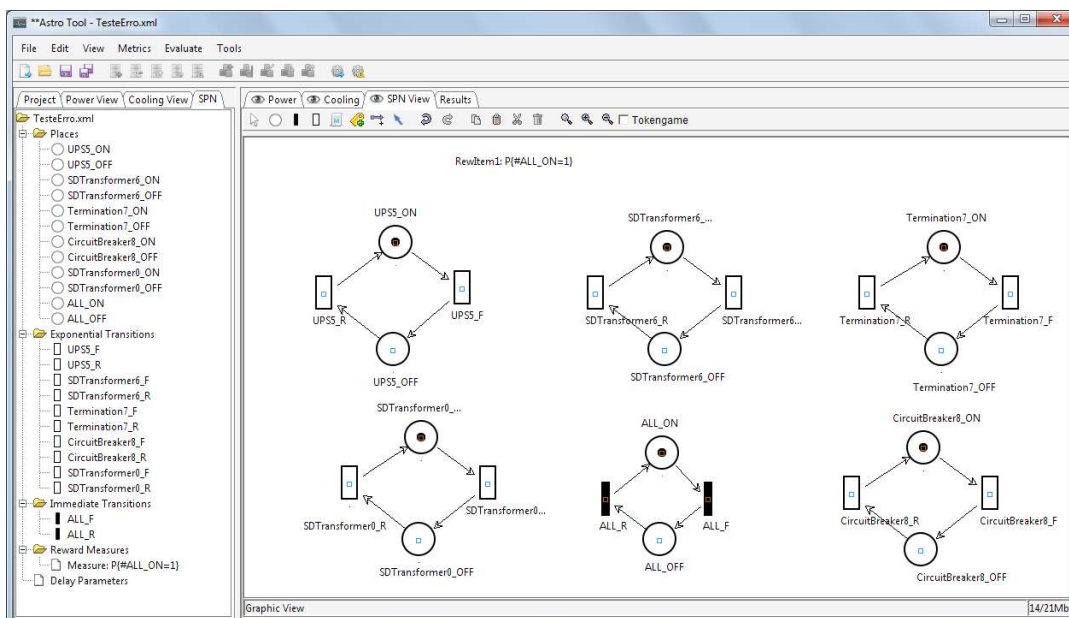 **Astro Tool - TesteErro.xml
File Edit View Metrics Evaluate Tools
Project Power View Cooling View SPN
TesteErro.xml
Places
UPS5_ON
UPS5_OFF
SDTransformer6_ON
SDTransformer6_OFF
Termination7_ON
Termination7_OFF
CircuitBreaker8_ON
CircuitBreaker8_OFF
SDTransformer0_ON
SDTransformer0_OFF
ALL_ON
ALL_OFF
Exponential Transitions
UPS5_F
UPS5_R
SDTransformer6_F
SDTransformer6_R
Termination7_F
Termination7_R
CircuitBreaker8_F
CircuitBreaker8_R
SDTransformer0_F
SDTransformer0_R
Immediate Transitions
ALL_F
ALL_R
Reward Measures
Measure: P{#ALL_ON=1}
Delay Parameters
Power Cooling SPN View Results
Tokengame
RewItem1: P{#ALL_ON=1}
UPS5_ON
UPS5_R
UPS5_F
UPS5_OFF
SDTransformer6_...
SDTransformer6_R
SDTransformer6...
SDTransformer6_OFF
Termination7_ON
Termination7_R
Termination7_F
Termination7_OFF
SDTransformer0_...
SDTransformer0_R
SDTransformer0...
SDTransformer0_OFF
ALL_ON
ALL_R
ALL_F
ALL_OFF
CircuitBreaker8_ON
CircuitBreaker8_R
CircuitBreaker8_F
CircuitBreaker8_OFF
Graphic View
14/21Mb